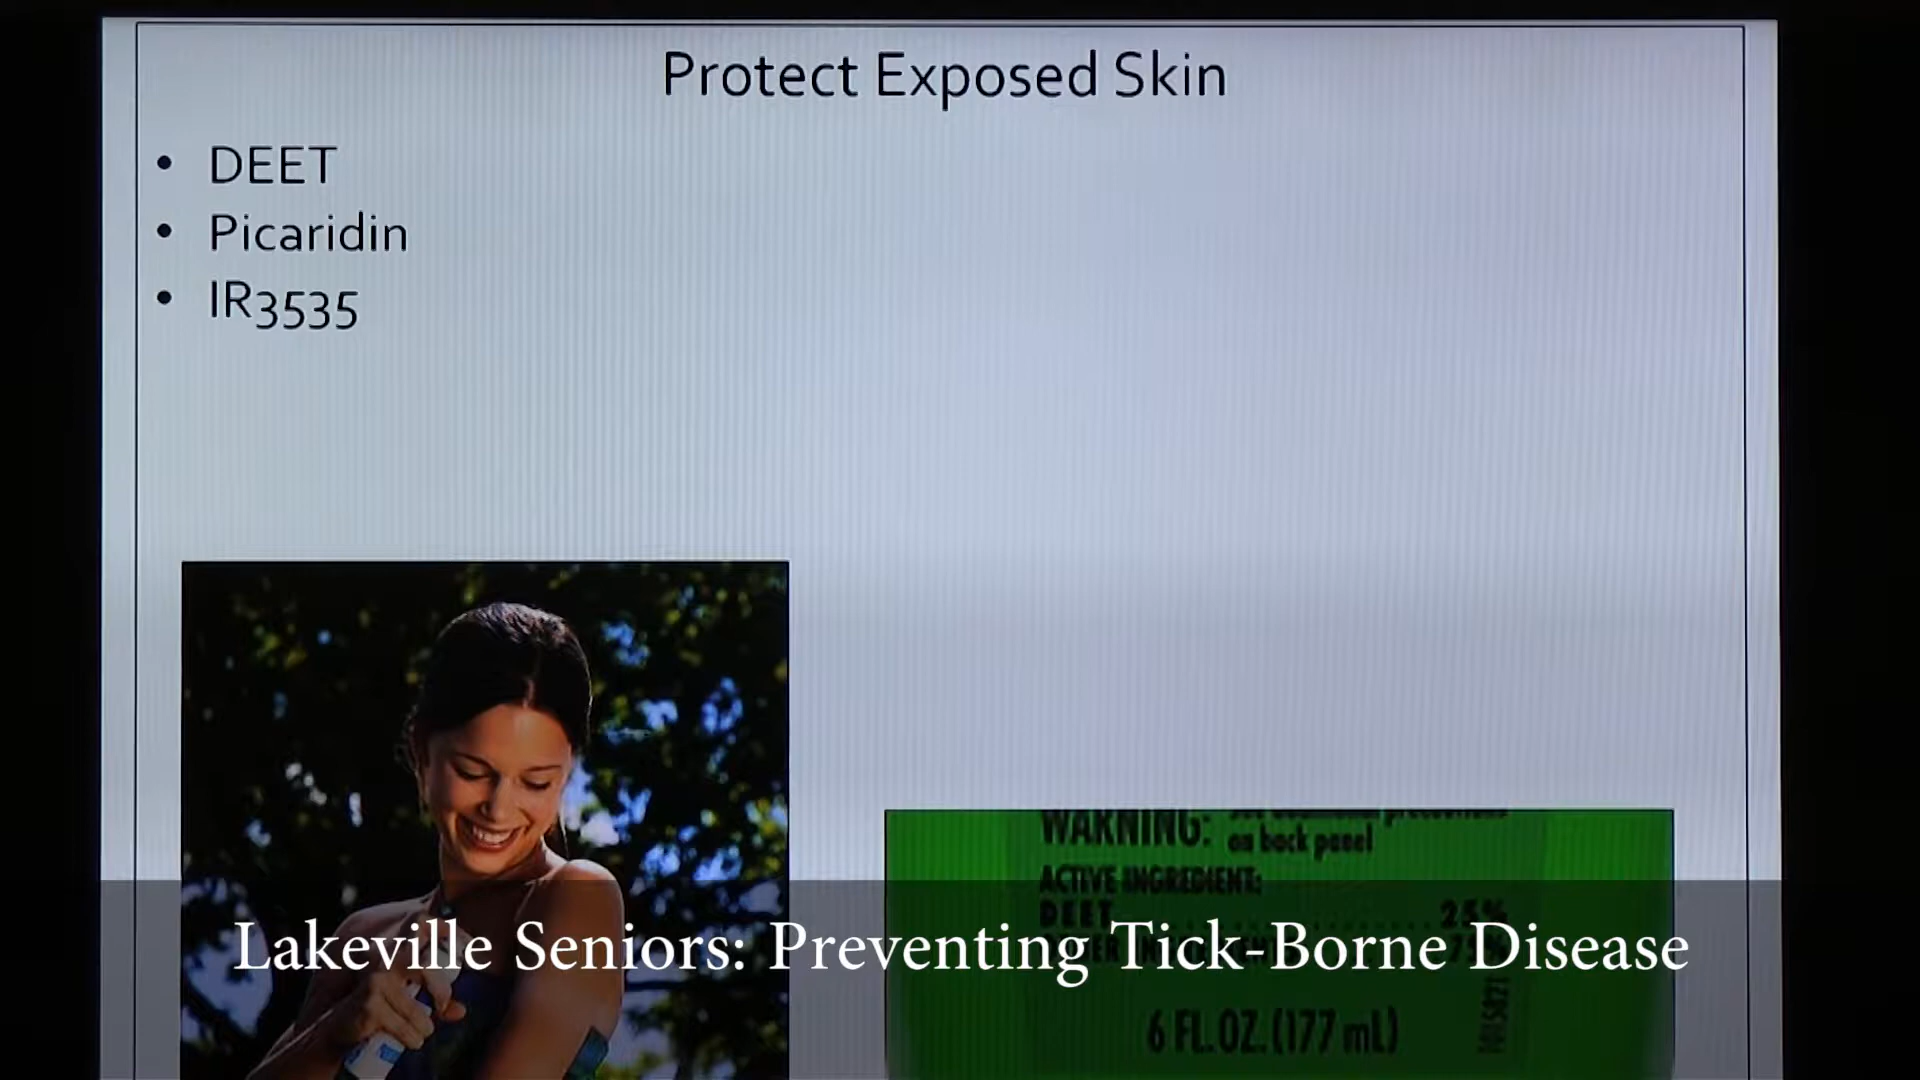 Protect Exposed Skin
• DEET
• Picaridin
• IR3535
WARNING:
on back panel
ACTIVE INGREDIENT:
DEET 25%
Lakeville Seniors: Preventing Tick-Borne Disease
6 FL. OZ. (177 mL)